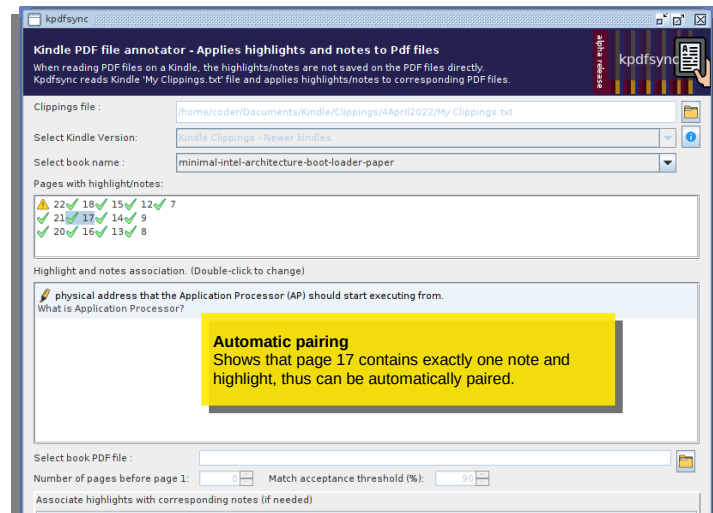 kpdfsync
Kindle PDF file annotator - Applies highlights and notes to Pdf files
When reading PDF files on a Kindle, the highlights/notes are not saved on the PDF files directly.
Kpdfsync reads Kindle 'My Clippings.txt' file and applies highlights/notes to corresponding PDF files.
alpha release
kpdfsync
Clippings file :
/home/coder/Documents/Kindle/Clippings/4April2022/My Clippings.txt
Select Kindle Version:
Kindle Clippings - Newer kindles
Select book name :
minimal-intel-architecture-boot-loader-paper
Pages with highlight/notes:
22 18 15 12 7
21 17 14 9
20 16 13 8
Highlight and notes association. (Double-click to change)
physical address that the Application Processor (AP) should start executing from.
What is Application Processor?
Automatic pairing
Shows that page 17 contains exactly one note and
highlight, thus can be automatically paired.
Select book PDF file :
Number of pages before page 1: 0 Match acceptance threshold (%): 90
Associate highlights with corresponding notes (if needed)